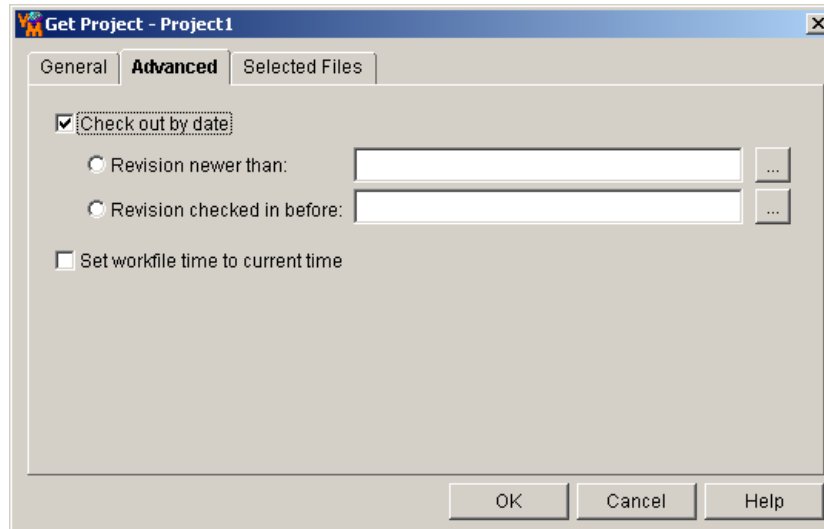 VM Get Project - Project1
General Advanced Selected Files
Check out by date
Revision newer than: ...
Revision checked in before: ...
Set workfile time to current time
OK Cancel Help